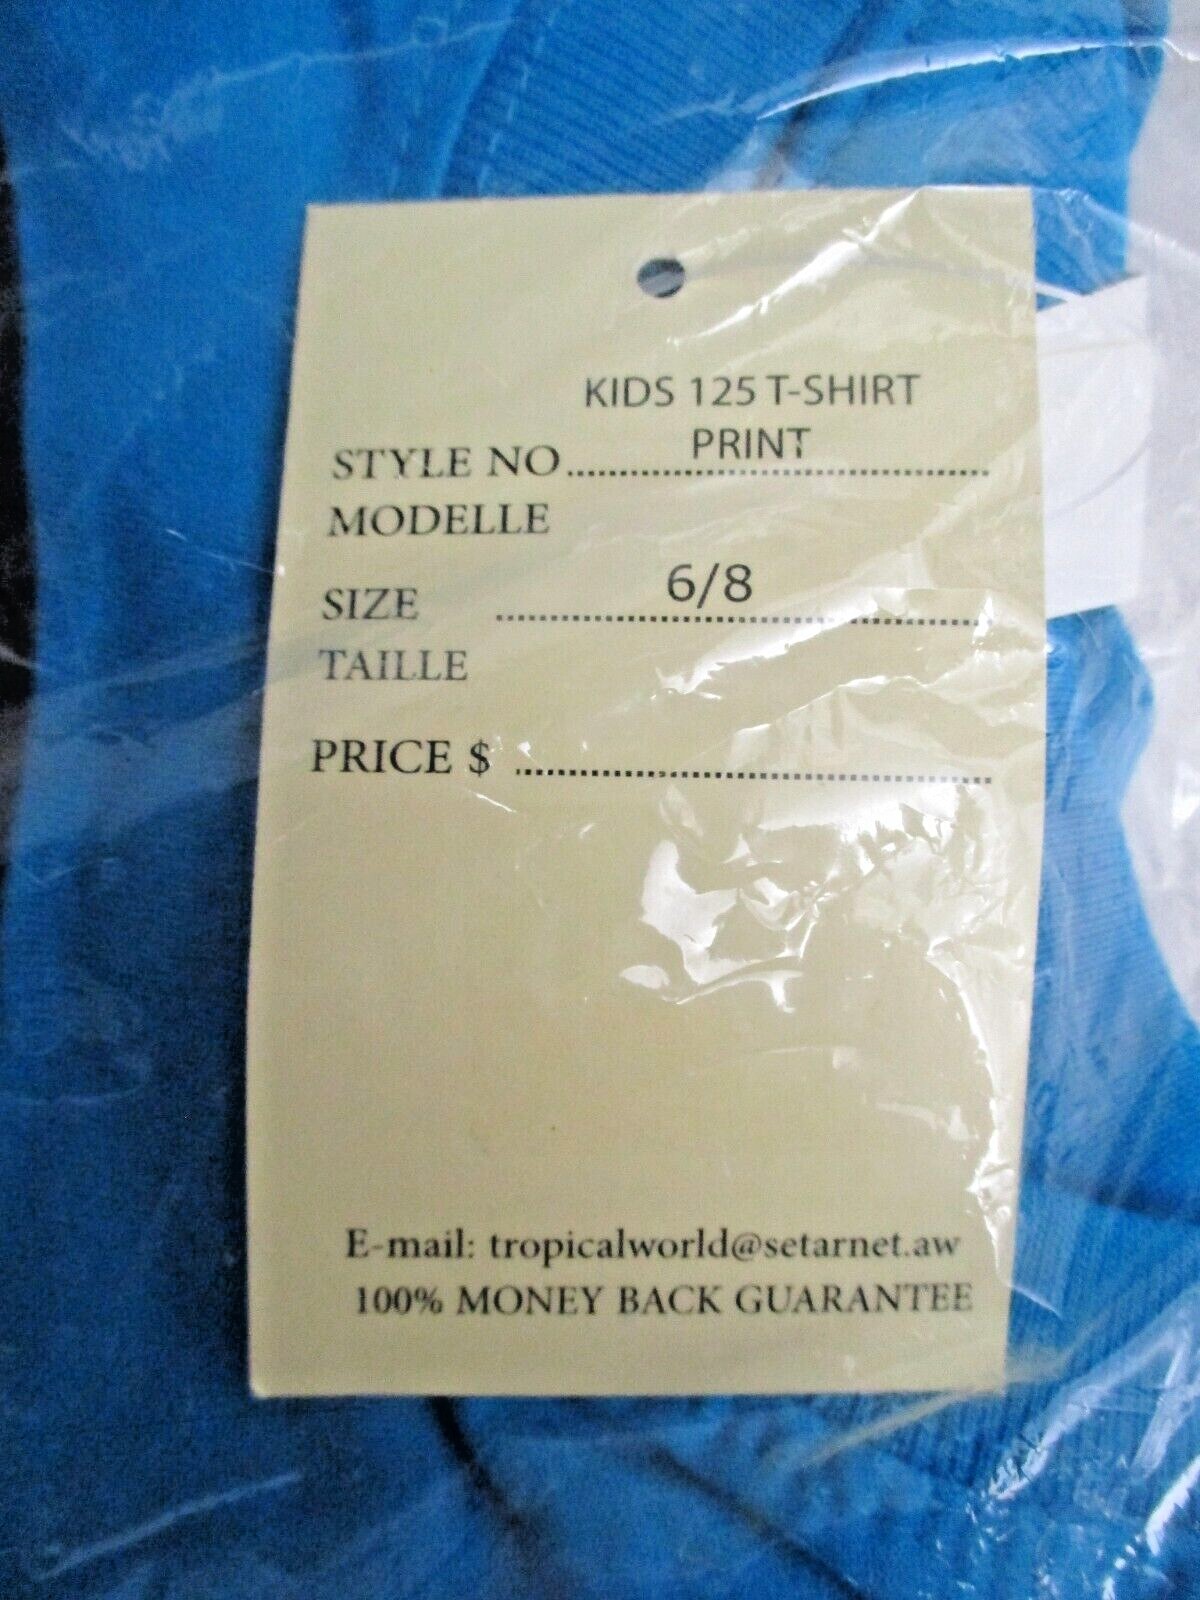 KIDS 125 T-SHIRT
PRINT
STYLE NO
MODELLE
SIZE 6/8
TAILLE
PRICE $
E-mail: tropicalworld@setarnet.aw
100% MONEY BACK GUARANTEE